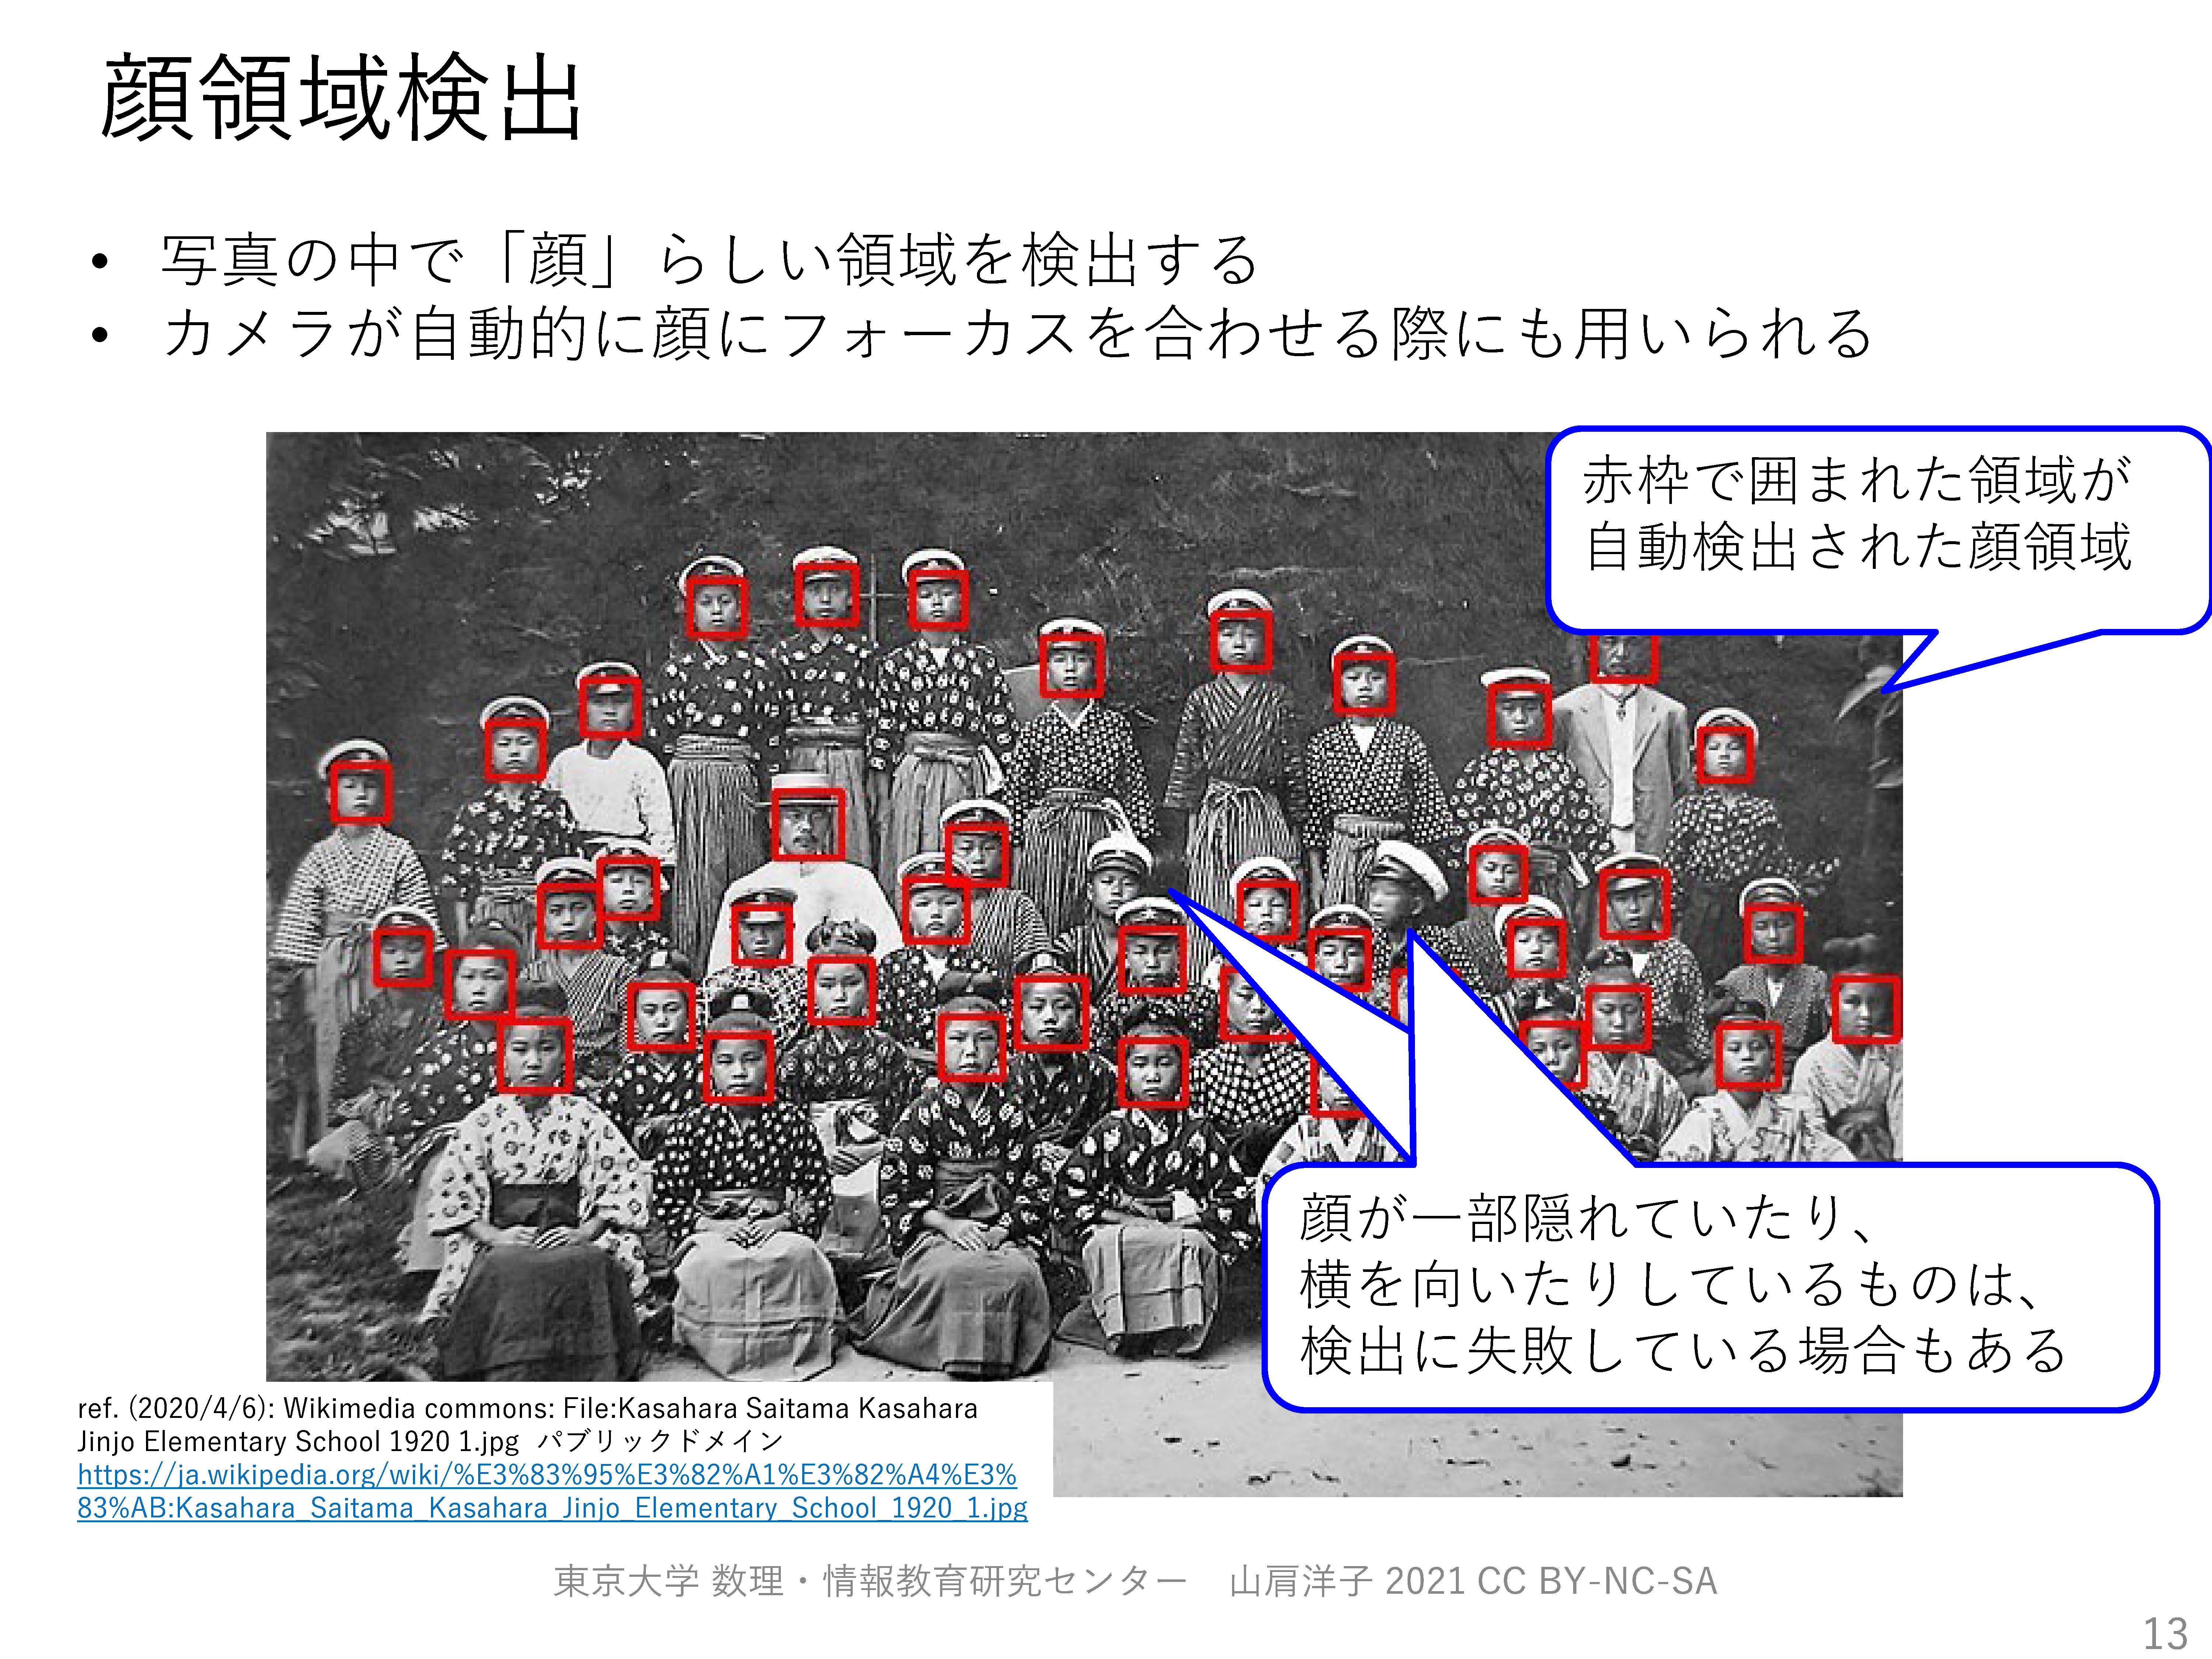 顔領域検出
• 写真の中で「顔」らしい領域を検出する
• カメラが自動的に顔にフォーカスを合わせる際にも用いられる
赤枠で囲まれた領域が
自動検出された顔領域
顔が一部隠れていたり、
横を向いたりしているものは、
検出に失敗している場合もある
ref. (2020/4/6): Wikimedia commons: File:Kasahara Saitama Kasahara
Jinjo Elementary School 1920 1.jpg パブリックドメイン
https://ja.wikipedia.org/wiki/%E3%83%95%E3%82%A1%E3%82%A4%E3%
83%AB:Kasahara_Saitama_Kasahara_Jinjo_Elementary_School_1920_1.jpg
東京大学 数理・情報教育研究センター 山肩洋子 2021 CC BY-NC-SA
13